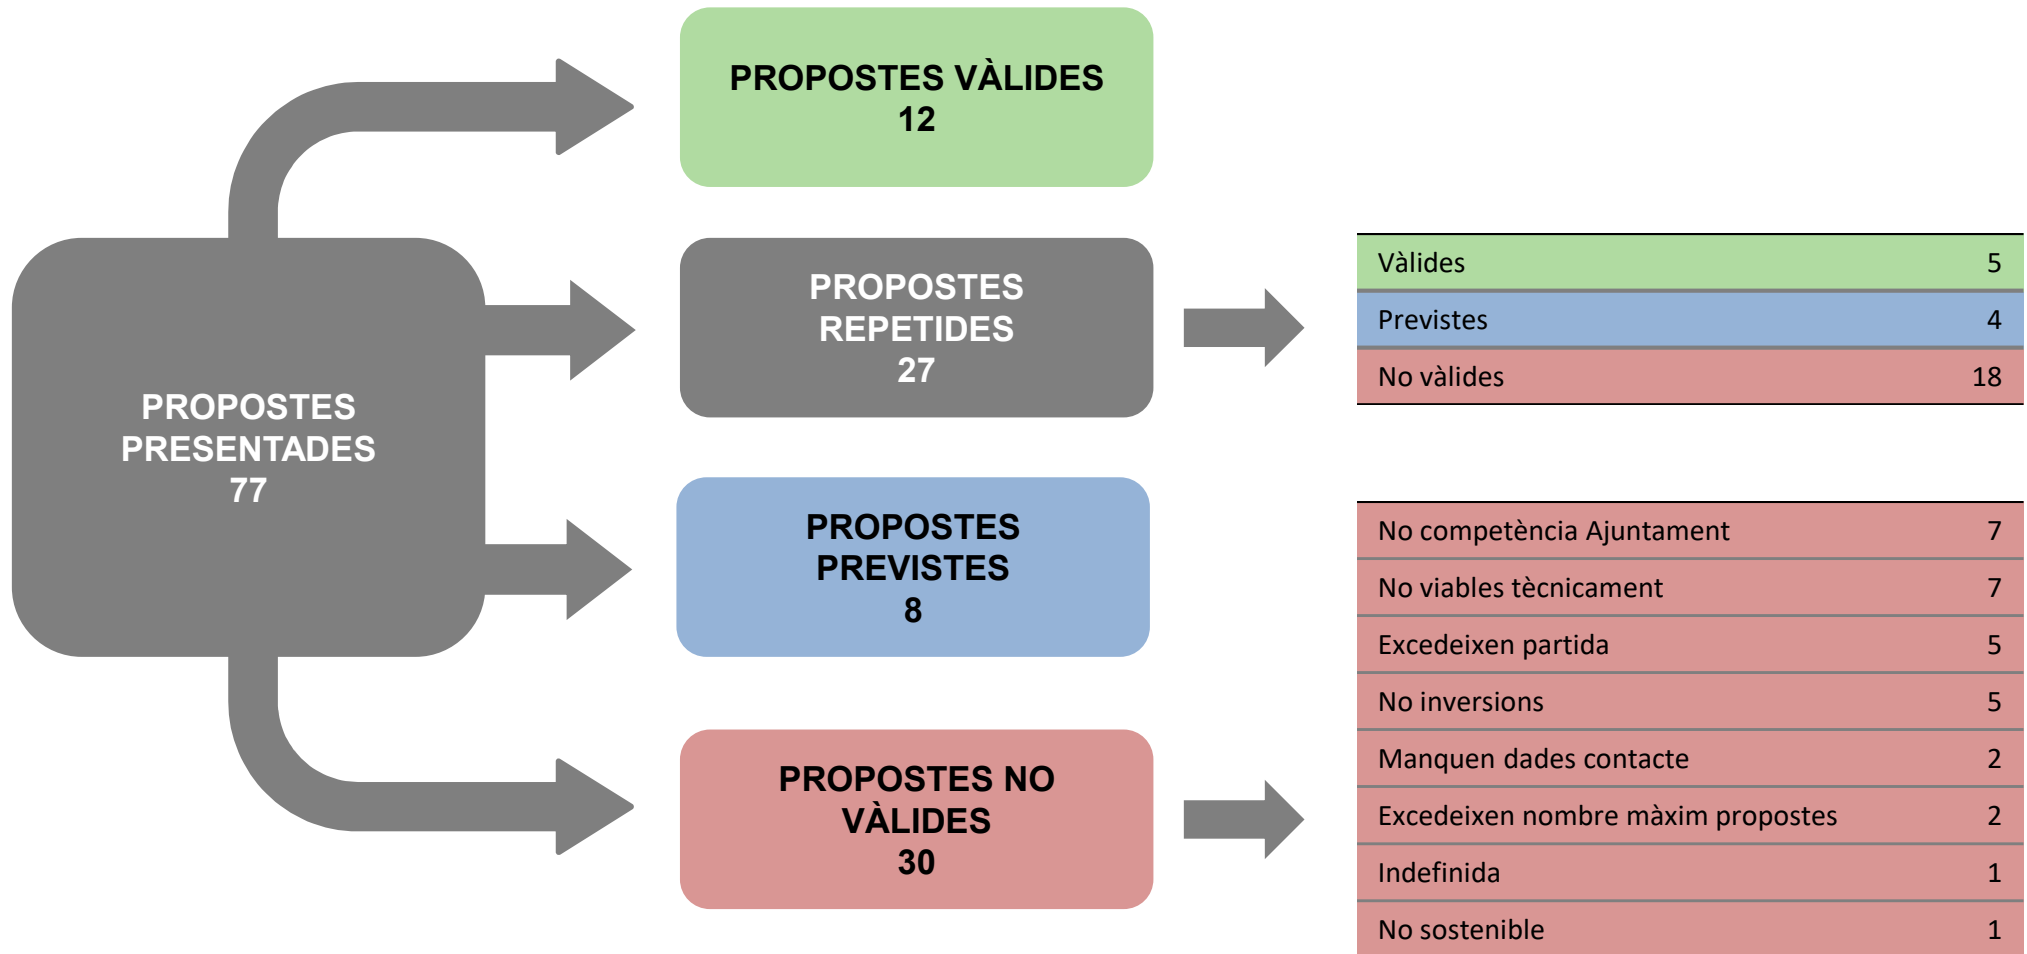 PROPOSTES
PRESENTADES
77
PROPOSTES VÀLIDES
12
PROPOSTES
REPETIDES
27
Vàlides 5
Previstes 4
No vàlides 18
PROPOSTES
PREVISTES
8
PROPOSTES NO
VÀLIDES
30
No competència Ajuntament 7
No viables tècnicament 7
Excedeixen partida 5
No inversions 5
Manquen dades contacte 2
Excedeixen nombre màxim propostes 2
Indefinida 1
No sostenible 1